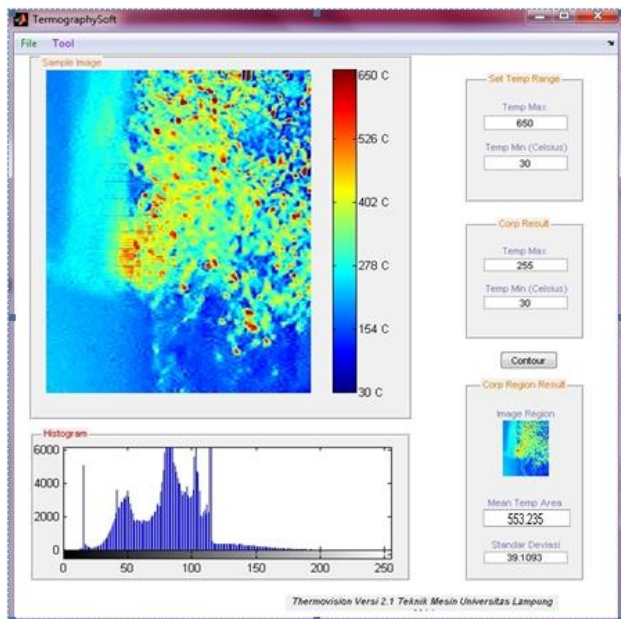 TermographySoft
File Tool
Sample Image
650 C
526 C
402 C
278 C
154 C
30 C
Set Temp Range
Temp Max
650
Temp Min (Celsius)
30
Corp Result
Temp Max
255
Temp Min (Celsius)
30
Contour
Corp Region Result
Image Region
Mean Temp Area
553.235
Standar Deviasi
39.1093
Histogram
6000
4000
2000
0
0 50 100 150 200 250
Thermovision Versi 2.1 Teknik Mesin Universitas Lampung